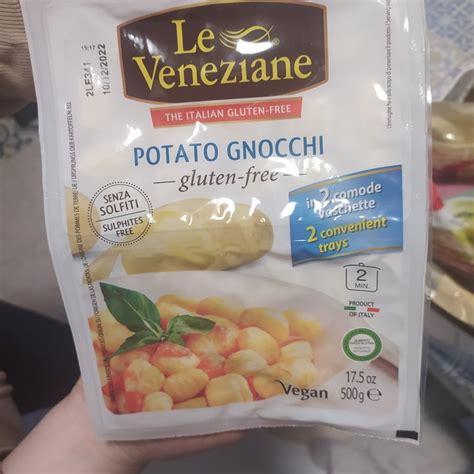 15:17
2LE341
10/12/2022
Le
Veneziane
THE ITALIAN GLUTEN-FREE
POTATO GNOCCHI
gluten-free
SENZA
SOLFITI
SULPHITES
FREE
in 2 comode
vaschette
2 convenient
trays
2
MIN.
PRODUCT
OF ITALY
Vegan
17.5 oz
500g e